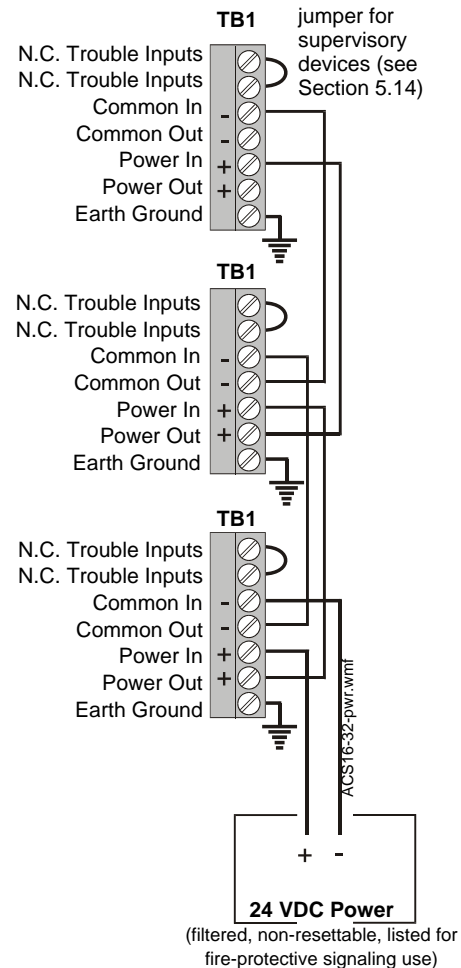 TB1
jumper for
supervisory
devices (see
Section 5.14)
N.C. Trouble Inputs
N.C. Trouble Inputs
Common In -
Common Out -
Power In +
Power Out +
Earth Ground
TB1
N.C. Trouble Inputs
N.C. Trouble Inputs
Common In -
Common Out -
Power In +
Power Out +
Earth Ground
TB1
N.C. Trouble Inputs
N.C. Trouble Inputs
Common In -
Common Out -
Power In +
Power Out +
Earth Ground
ACS16-32-pwr.wmf
+ -
24 VDC Power
(filtered, non-resettable, listed for
fire-protective signaling use)